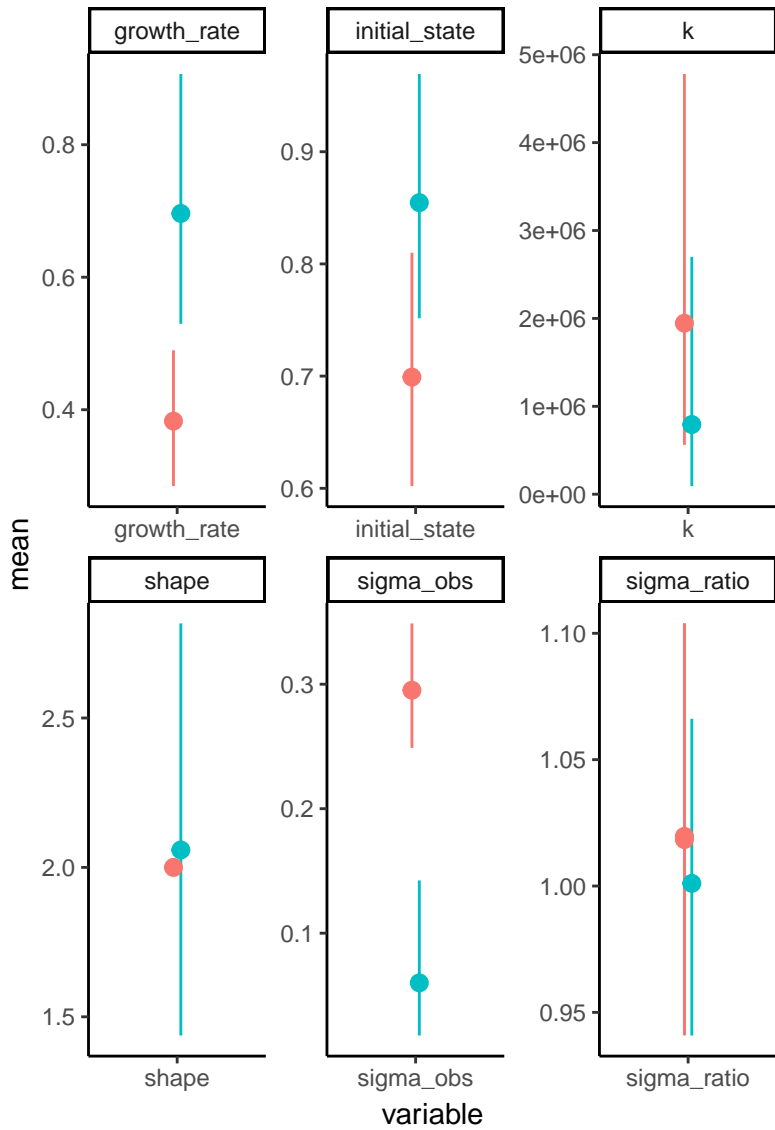 growth_rate
initial_state
k
0.8
0.6
0.4
0.9
0.8
0.7
0.6
5e+06
4e+06
3e+06
2e+06
1e+06
0e+00
growth_rate
initial_state
k
mean
shape
sigma_obs
sigma_ratio
2.5
2.0
1.5
0.3
0.2
0.1
1.10
1.05
1.00
0.95
shape
sigma_obs
sigma_ratio
variable